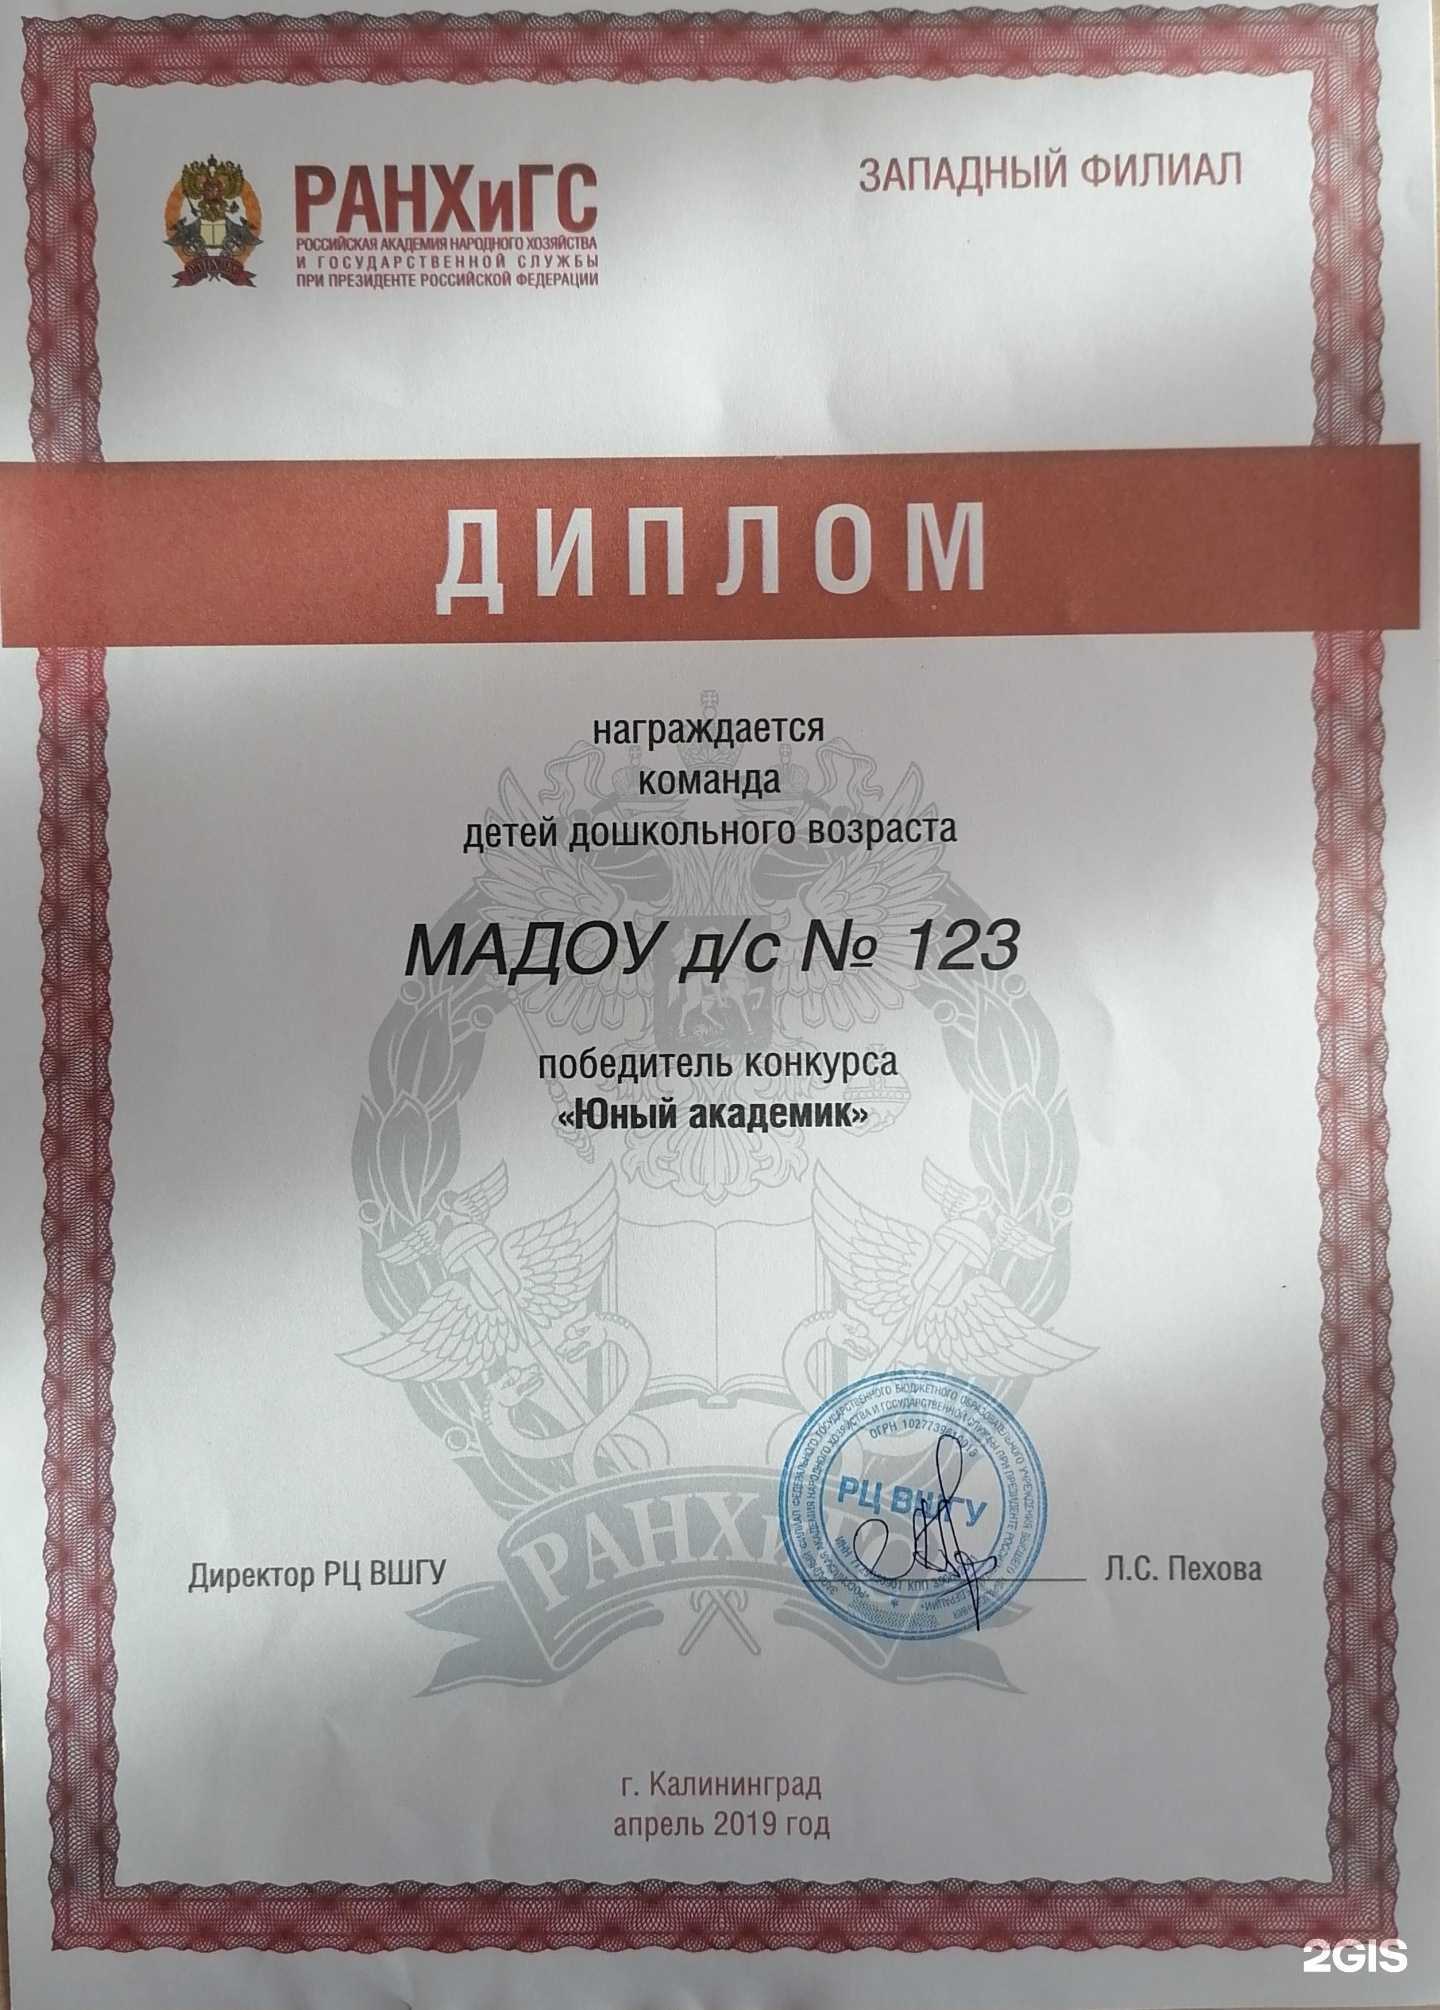 РАНХиГС
РОССИЙСКАЯ АКАДЕМИЯ НАРОДНОГО ХОЗЯЙСТВА
И ГОСУДАРСТВЕННОЙ СЛУЖБЫ
ПРИ ПРЕЗИДЕНТЕ РОССИЙСКОЙ ФЕДЕРАЦИИ
ЗАПАДНЫЙ ФИЛИАЛ
ДИПЛОМ
награждается
команда
детей дошкольного возраста
МАДОУ д/с № 123
победитель конкурса
«Юный академик»
РАНХиГС
РЦ ВШГУ
Директор РЦ ВШГУ
Л.С. Пехова
г. Калининград
апрель 2019 год
2GIS